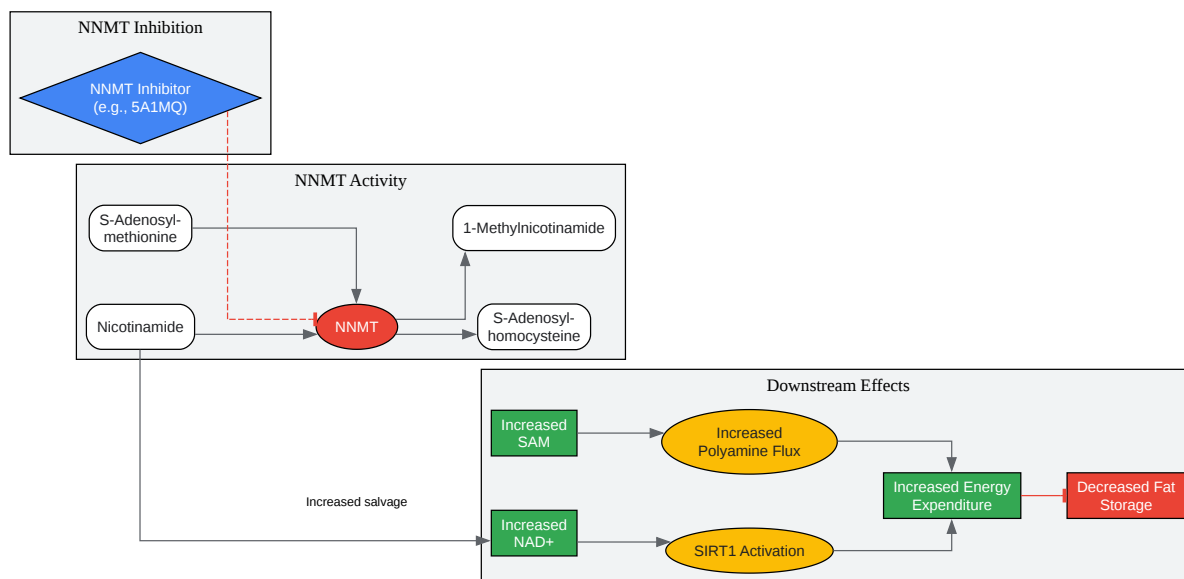 NNMT Inhibition
NNMT Inhibitor
(e.g., 5A1MQ)
NNMT Activity
S-Adenosyl-
methionine
1-Methylnicotinamide
Nicotinamide
NNMT
S-Adenosyl-
homocysteine
Downstream Effects
Increased
SAM
Increased
Polyamine Flux
Increased Energy
Expenditure
Decreased Fat
Storage
Increased salvage
Increased
NAD+
SIRT1 Activation